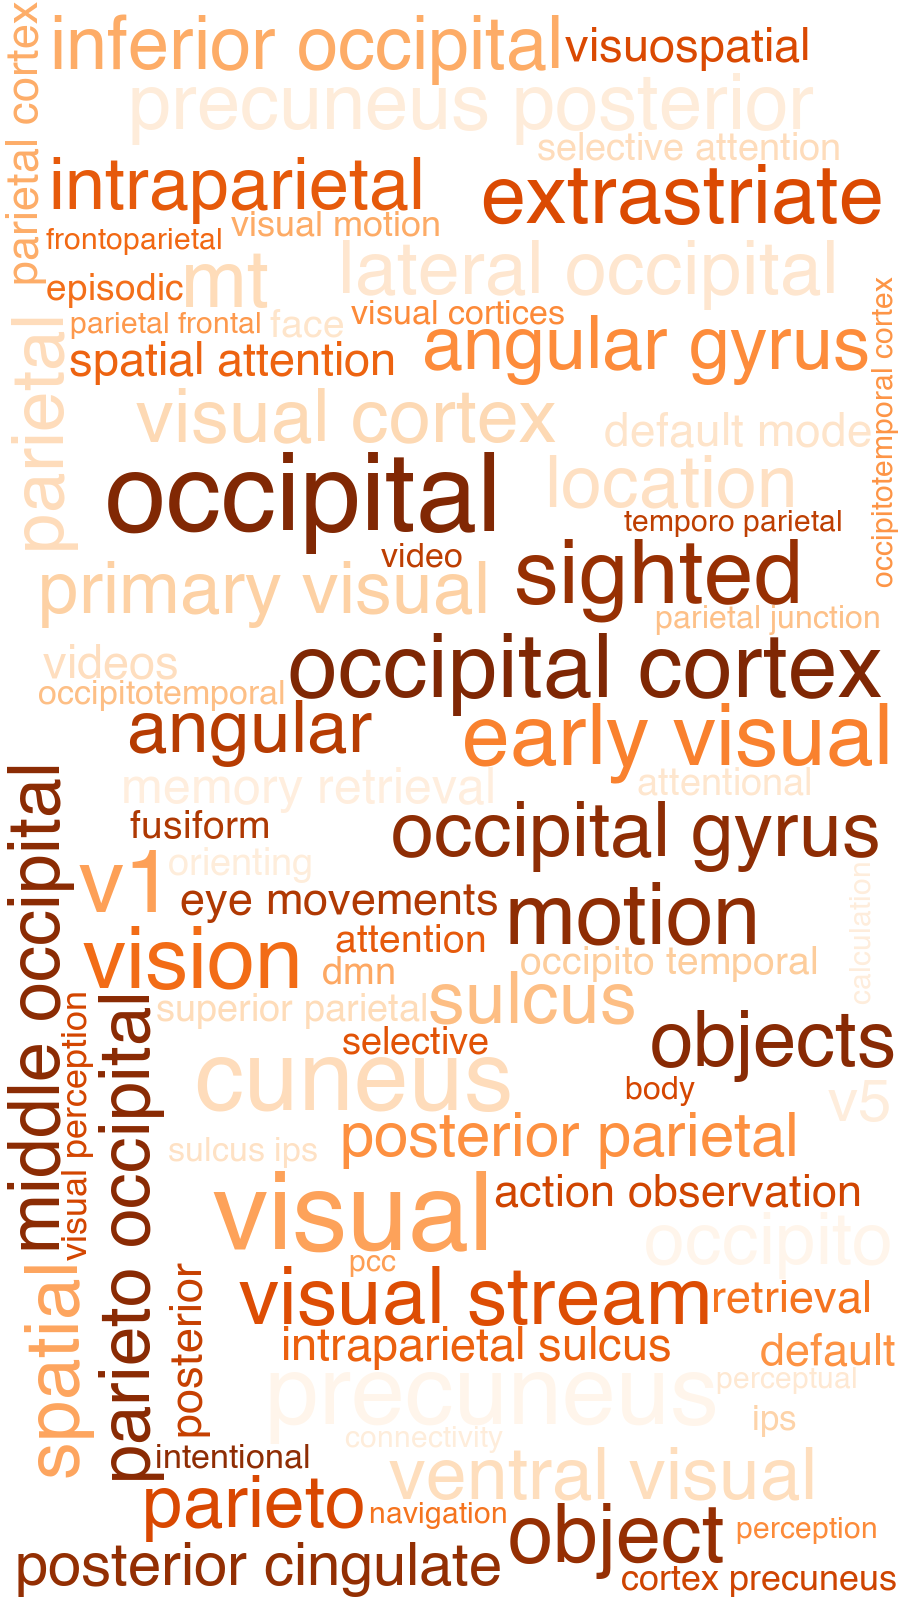 parietal cortex
inferior occipital
visuospatial
precuneus posterior
selective attention
intraparietal
extrastriate
visual motion
frontoparietal
mt
lateral occipital
episodic
visual cortices
parietal frontal
face
angular gyrus
occipitotemporal cortex
parietal
spatial attention
visual cortex
default mode
occipital
location
temporo parietal
video
sighted
primary visual
parietal junction
videos
occipital cortex
occipitotemporal
angular
early visual
memory retrieval
attentional
middle occipital
fusiform
occipital gyrus
v1
orienting
calculation
eye movements
motion
vision
attention
dmn
occipito temporal
superior parietal
sulcus
visual perception
parieto occipital
selective
objects
cuneus
body
v5
posterior parietal
sulcus ips
visual
action observation
occipito
pcc
spatial
posterior
visual stream
retrieval
intraparietal sulcus
default
precuneus
perceptual
ips
connectivity
intentional
ventral visual
parieto
navigation
object
perception
posterior cingulate
cortex precuneus